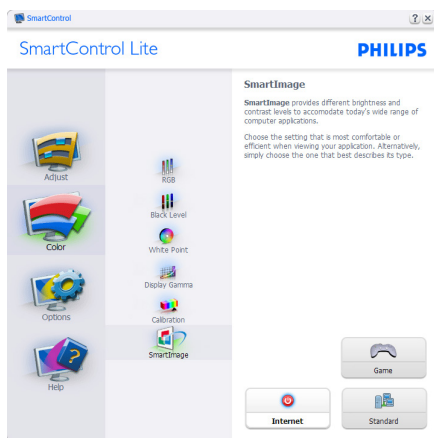 SmartControl
SmartControl Lite
PHILIPS
Adjust
Color
Options
Help
RGB
Black Level
White Point
Display Gamma
Calibration
SmartImage
SmartImage
SmartImage provides different brightness and
contrast levels to accomodate today's wide range of
computer applications.
Choose the setting that is most comfortable or
efficient when viewing your application. Alternatively,
simply choose the one that best describes its type.
Game
Internet
Standard